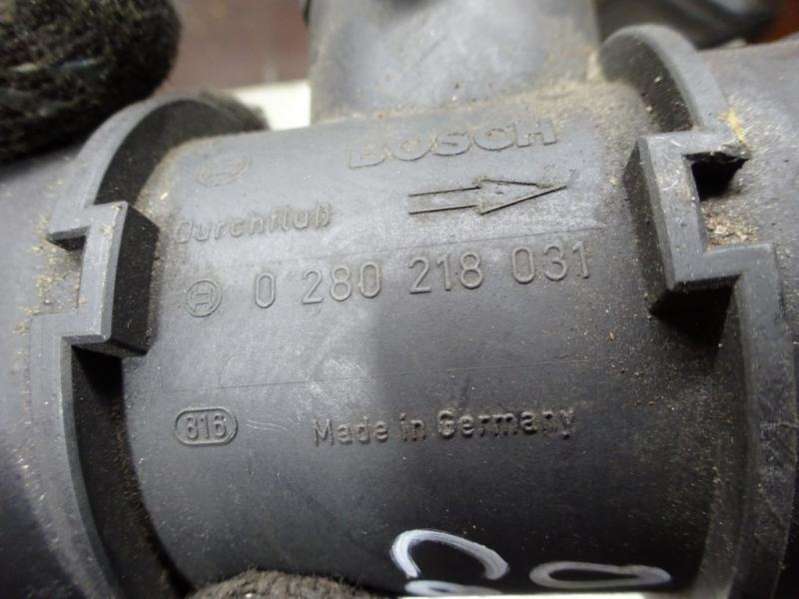 BOSCH
Durchfluß
0 280 218 031
816 Made in Germany